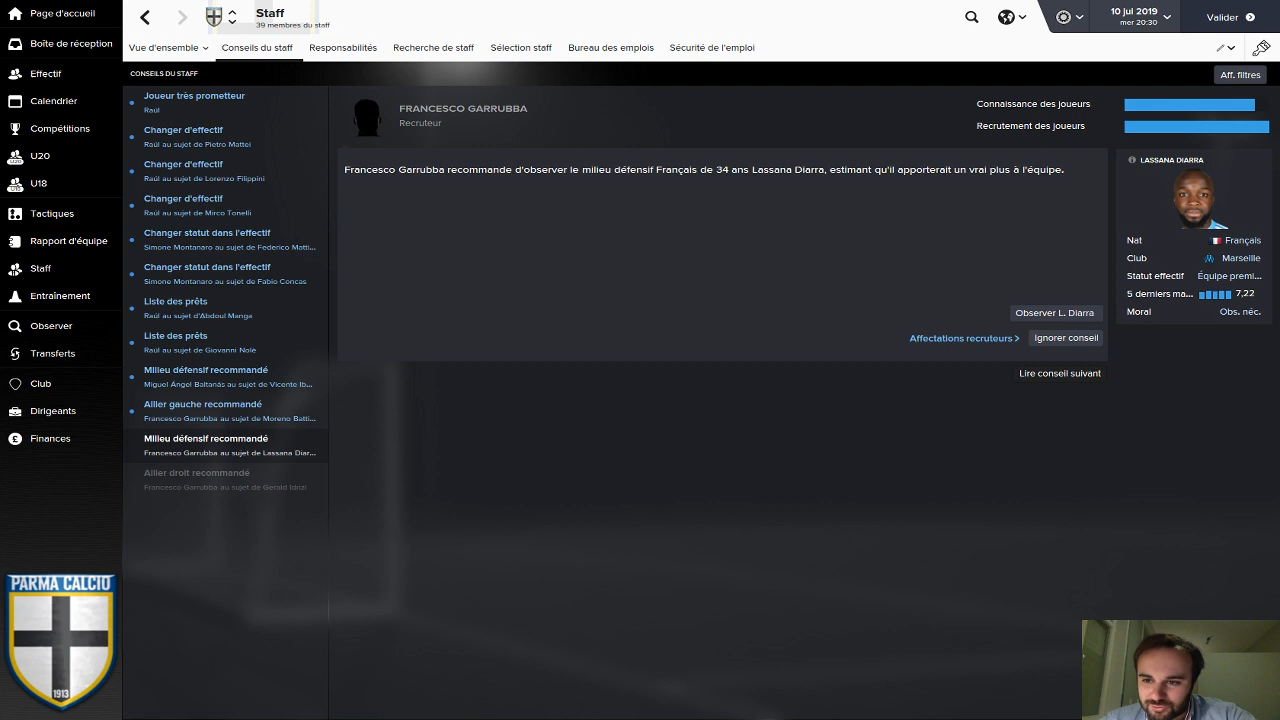 Page d'accueil
Boîte de réception
Effectif
Calendrier
Compétitions
U20
U18
Tactiques
Rapport d'équipe
Staff
Entraînement
Observer
Transferts
Club
Dirigeants
Finances
PARMA CALCIO
1913
Staff
39 membres du staff
10 jul 2019
mer 20:30
Valider
Vue d'ensemble
Conseils du staff
Responsabilités
Recherche de staff
Sélection staff
Bureau des emplois
Sécurité de l'emploi
CONSEILS DU STAFF
Aff. filtres
Joueur très prometteur
Raúl
Changer d'effectif
Raúl au sujet de Pietro Mattei
Changer d'effectif
Raúl au sujet de Lorenzo Filippini
Changer d'effectif
Raúl au sujet de Mirco Tonelli
Changer statut dans l'effectif
Simone Montanaro au sujet de Federico Matti...
Changer statut dans l'effectif
Simone Montanaro au sujet de Fabio Concas
Liste des prêts
Raúl au sujet d'Abdoul Manga
Liste des prêts
Raúl au sujet de Giovanni Nolè
Milieu défensif recommandé
Miguel Ángel Baltanás au sujet de Vicente Ib...
Ailier gauche recommandé
Francesco Garrubba au sujet de Moreno Batti...
Milieu défensif recommandé
Francesco Garrubba au sujet de Lassana Diar...
Ailier droit recommandé
Francesco Garrubba au sujet de Gerald Idrizi
FRANCESCO GARRUBBA
Recruteur
Connaissance des joueurs
Recrutement des joueurs
Francesco Garrubba recommande d'observer le milieu défensif Français de 34 ans Lassana Diarra, estimant qu'il apporterait un vrai plus à l'équipe.
Observer L. Diarra
Affectations recruteurs >
Ignorer conseil
Lire conseil suivant
LASSANA DIARRA
Nat Français
Club Marseille
Statut effectif Équipe premi...
5 derniers ma... 7,22
Moral Obs. néc.